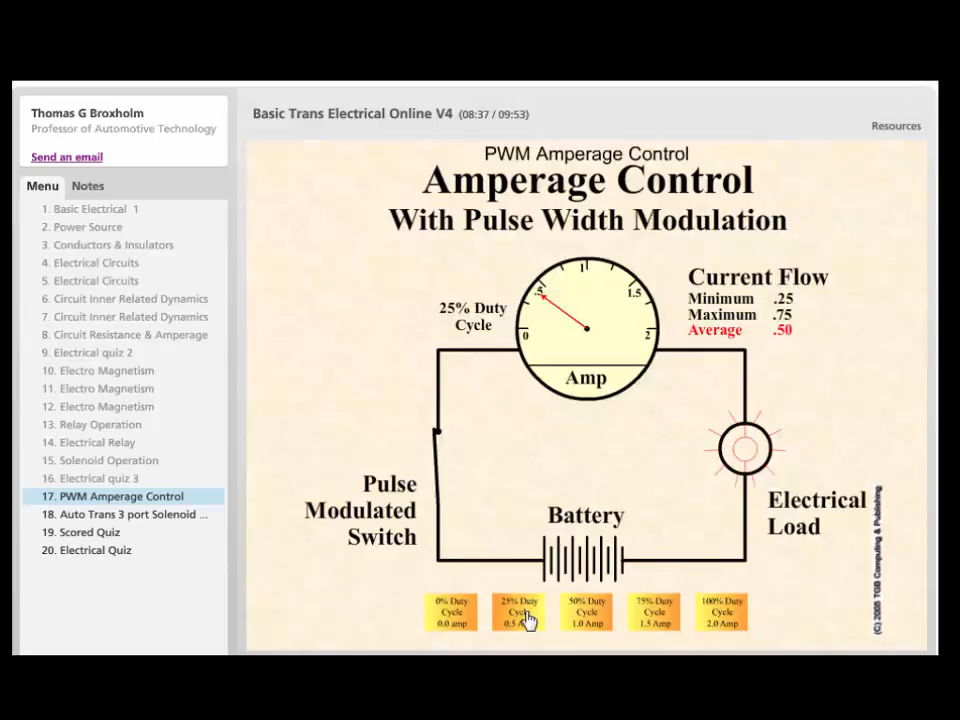 Thomas G Broxholm
Professor of Automotive Technology
Send an email
Menu
Notes
1. Basic Electrical 1
2. Power Source
3. Conductors & Insulators
4. Electrical Circuits
5. Electrical Circuits
6. Circuit Inner Related Dynamics
7. Circuit Inner Related Dynamics
8. Circuit Resistance & Amperage
9. Electrical quiz 2
10. Electro Magnetism
11. Electro Magnetism
12. Electro Magnetism
13. Relay Operation
14. Electrical Relay
15. Solenoid Operation
16. Electrical quiz 3
17. PWM Amperage Control
18. Auto Trans 3 port Solenoid ...
19. Scored Quiz
20. Electrical Quiz
Basic Trans Electrical Online V4 (08:37 / 09:53)
Resources
PWM Amperage Control
Amperage Control
With Pulse Width Modulation
25% Duty
Cycle
0
.5
1
1.5
2
Amp
Current Flow
Minimum .25
Maximum .75
Average .50
Pulse
Modulated
Switch
Battery
Electrical
Load
0% Duty
Cycle
0.0 amp
25% Duty
Cycle
0.5
50% Duty
Cycle
1.0 Amp
75% Duty
Cycle
1.5 Amp
100% Duty
Cycle
2.0 Amp
(C) 2005 TGB Computing & Publishing